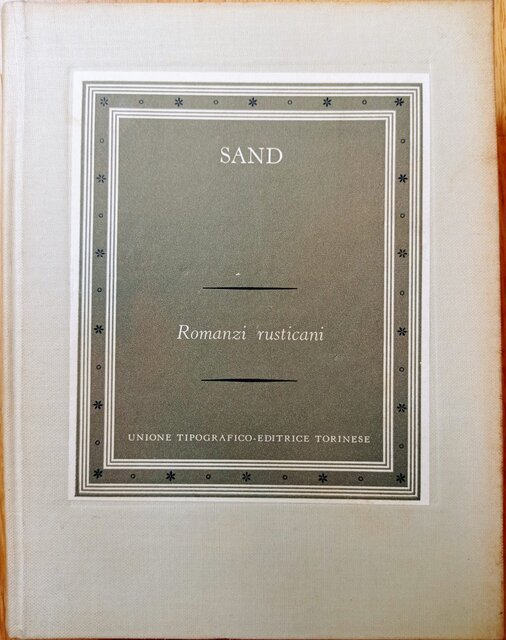 SAND
Romanzi rusticani
UNIONE TIPOGRAFICO-EDITRICE TORINESE